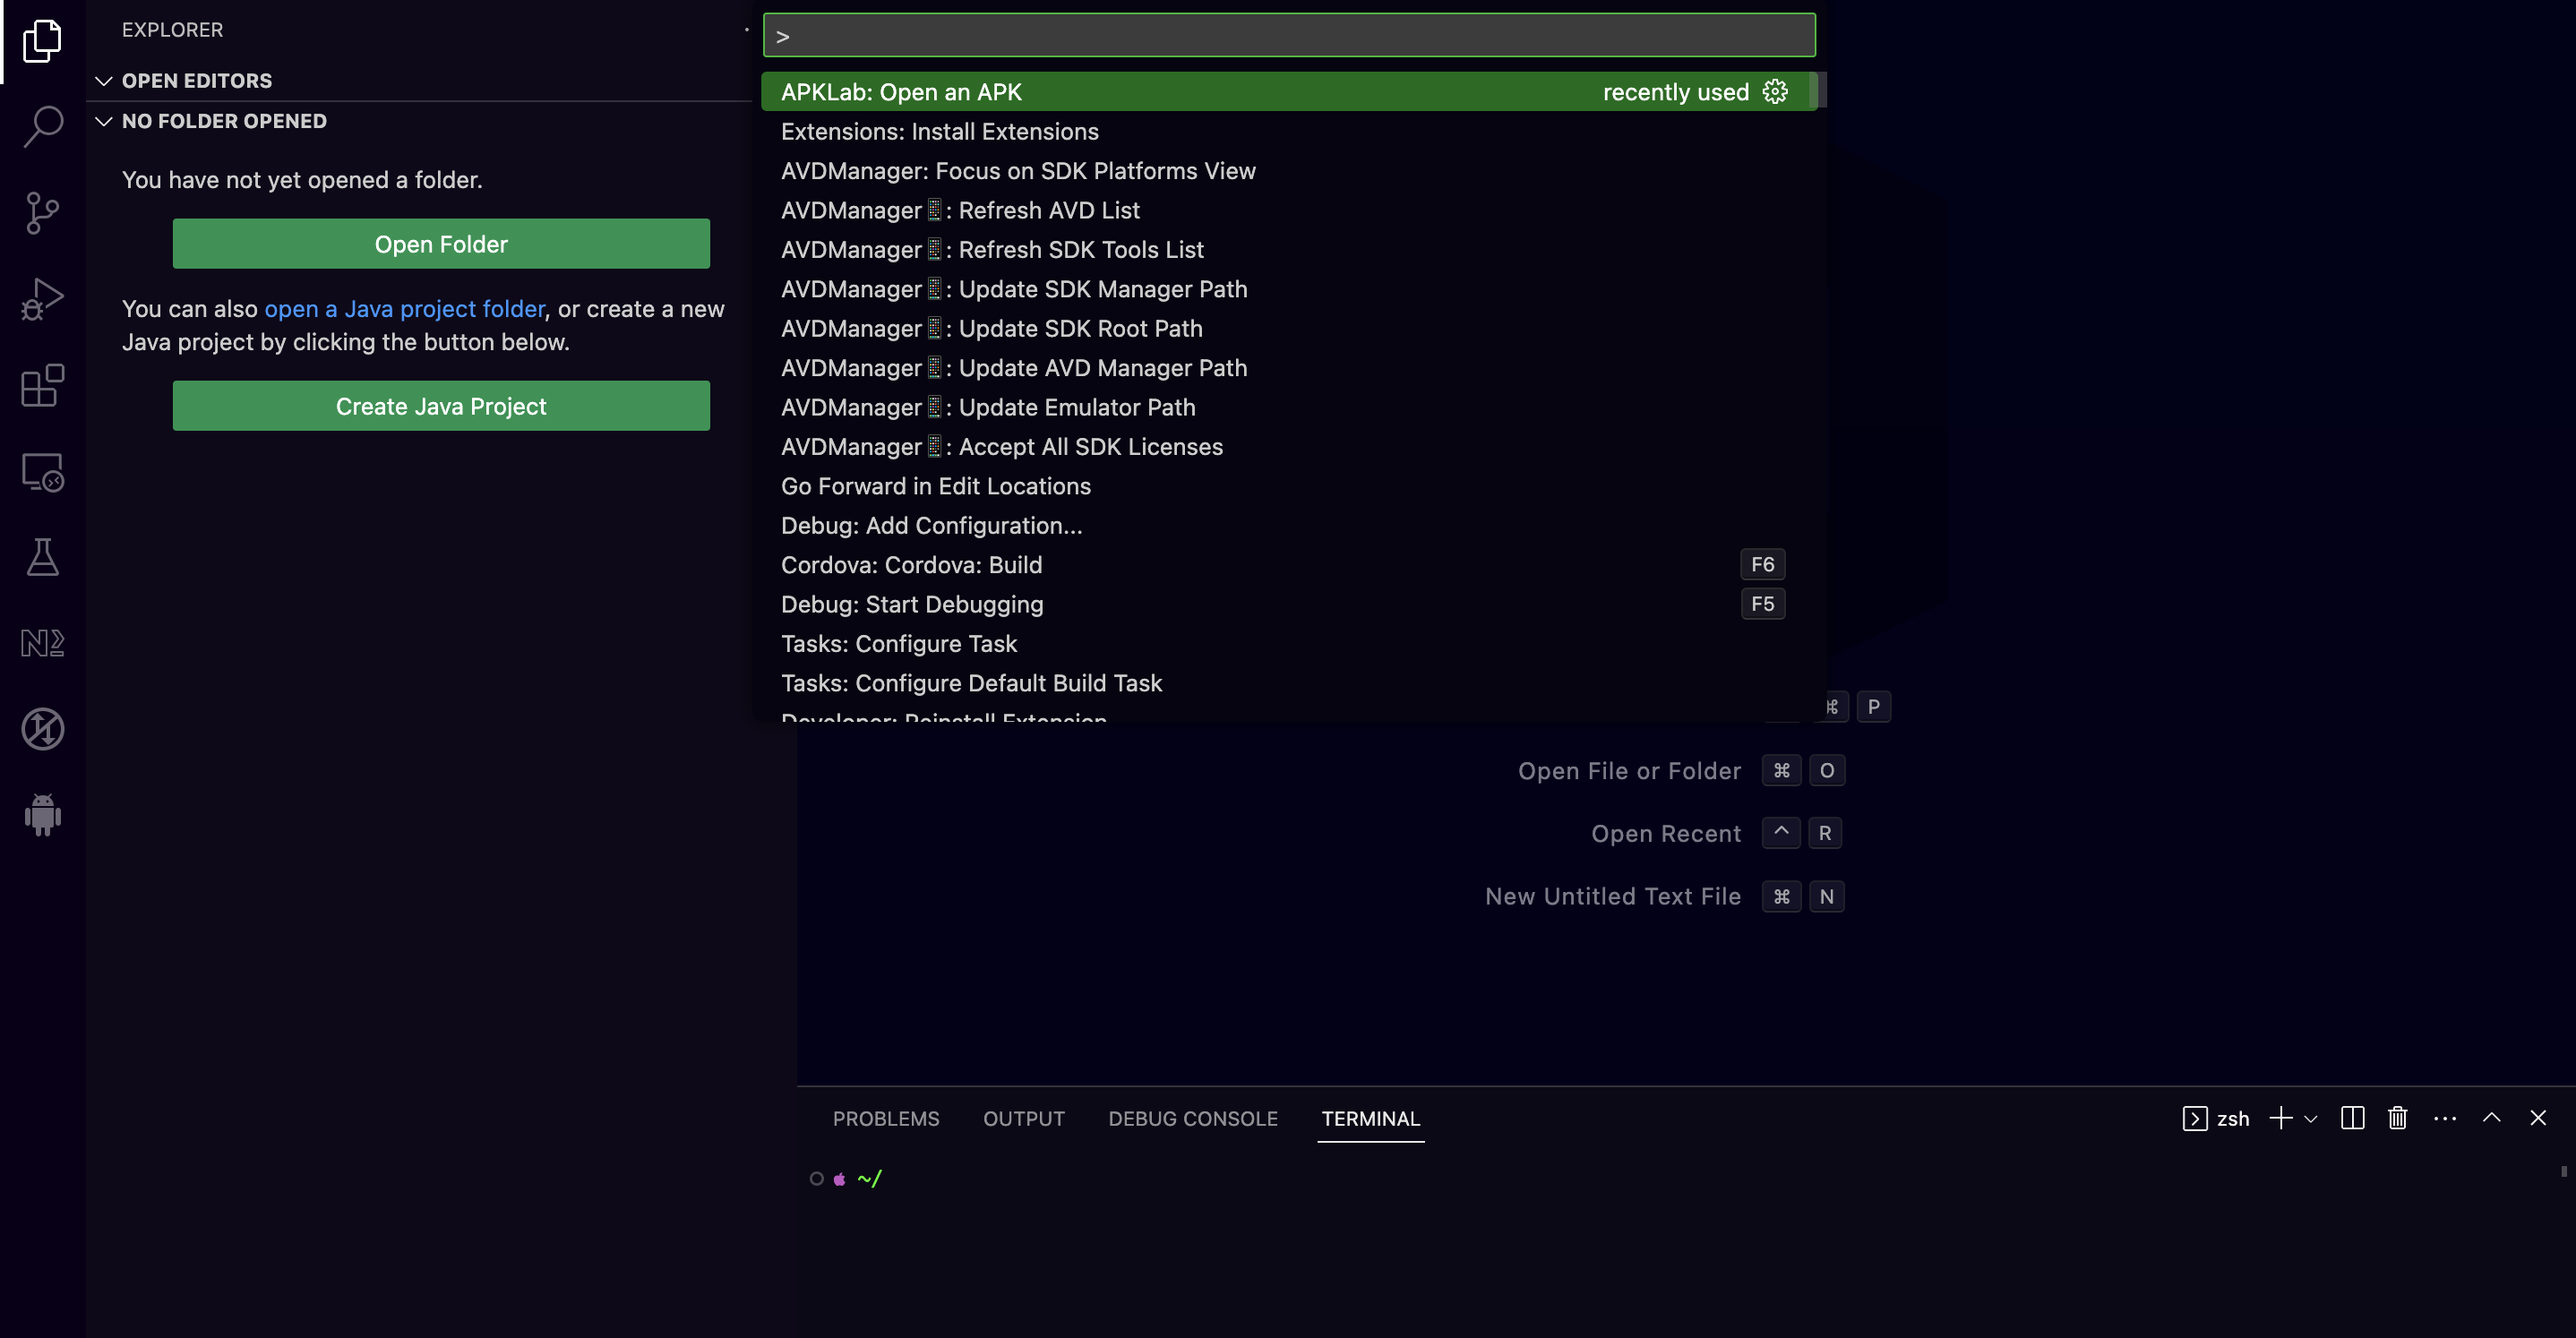 EXPLORER
OPEN EDITORS
NO FOLDER OPENED
You have not yet opened a folder.
Open Folder
You can also open a Java project folder, or create a new
Java project by clicking the button below.
Create Java Project
>
APKLab: Open an APK recently used
Extensions: Install Extensions
AVDManager: Focus on SDK Platforms View
AVDManager📱: Refresh AVD List
AVDManager📱: Refresh SDK Tools List
AVDManager📱: Update SDK Manager Path
AVDManager📱: Update SDK Root Path
AVDManager📱: Update AVD Manager Path
AVDManager📱: Update Emulator Path
AVDManager📱: Accept All SDK Licenses
Go Forward in Edit Locations
Debug: Add Configuration...
Cordova: Cordova: Build F6
Debug: Start Debugging F5
Tasks: Configure Task
Tasks: Configure Default Build Task
Developer: Reinstall Extension
⌘ P
Open File or Folder ⌘ O
Open Recent ^ R
New Untitled Text File ⌘ N
PROBLEMS OUTPUT DEBUG CONSOLE TERMINAL zsh
~/